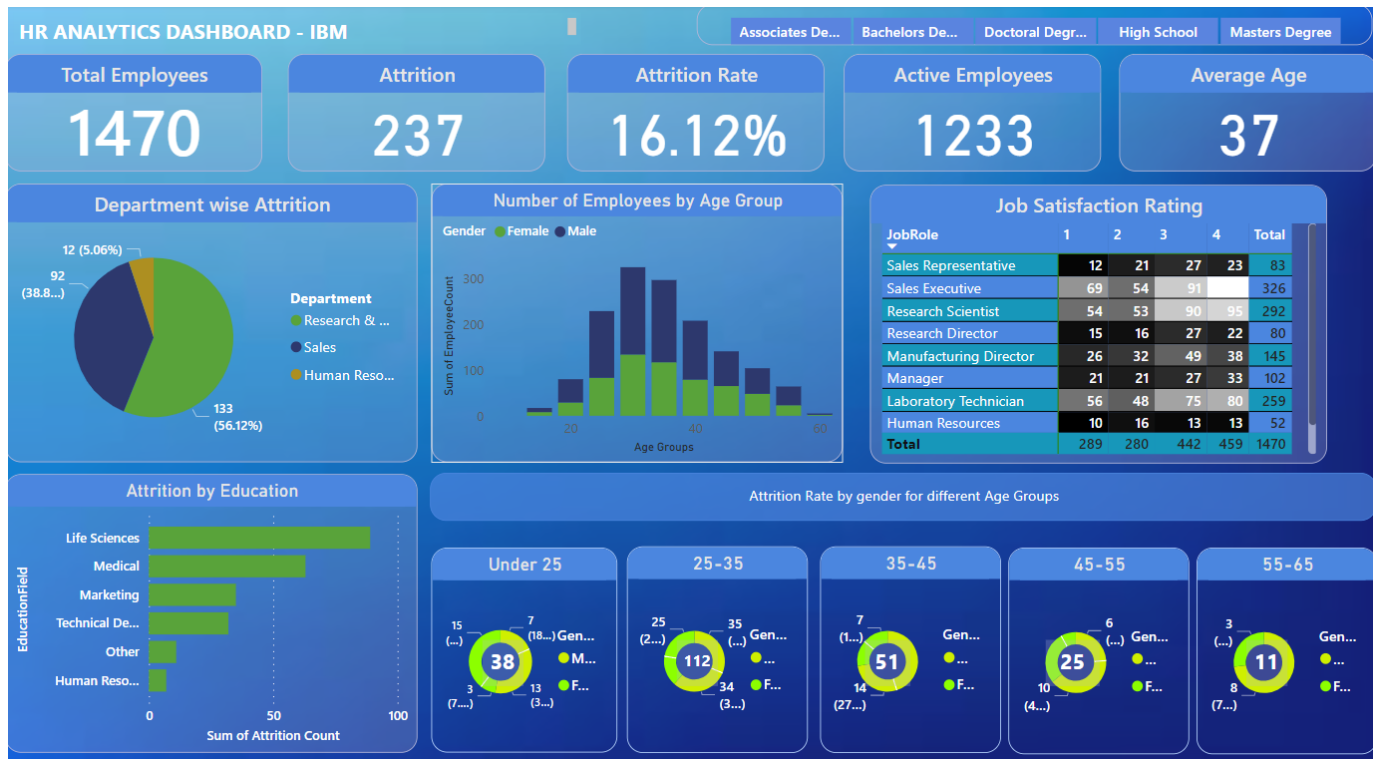 HR ANALYTICS DASHBOARD - IBM
Associates De... Bachelors De... Doctoral Degr... High School Masters Degree
Total Employees
1470
Attrition
237
Attrition Rate
16.12%
Active Employees
1233
Average Age
37
Department wise Attrition
12 (5.06%)
92
(38.8...)
133
(56.12%)
Department
Research & ...
Sales
Human Reso...
Number of Employees by Age Group
Gender Female Male
Sum of EmployeeCount
300
200
100
0
20 40 60
Age Groups
Job Satisfaction Rating
JobRole 1 2 3 4 Total
Sales Representative 12 21 27 23 83
Sales Executive 69 54 91 326
Research Scientist 54 53 90 95 292
Research Director 15 16 27 22 80
Manufacturing Director 26 32 49 38 145
Manager 21 21 27 33 102
Laboratory Technician 56 48 75 80 259
Human Resources 10 16 13 13 52
Total 289 280 442 459 1470
Attrition by Education
EducationField
Life Sciences
Medical
Marketing
Technical De...
Other
Human Reso...
0 50 100
Sum of Attrition Count
Attrition Rate by gender for different Age Groups
Under 25
15
(...)
7
(18...)
38
3
(7....)
13
(3...)
Gen...
M...
F...
25-35
25
(2...)
35
(...)
112
34
(3...)
Gen...
...
F...
35-45
7
(1...)
51
14
(27...)
Gen...
...
F...
45-55
6
(...)
25
10
(4...)
Gen...
...
F...
55-65
3
(...)
11
8
(7...)
Gen...
...
F...